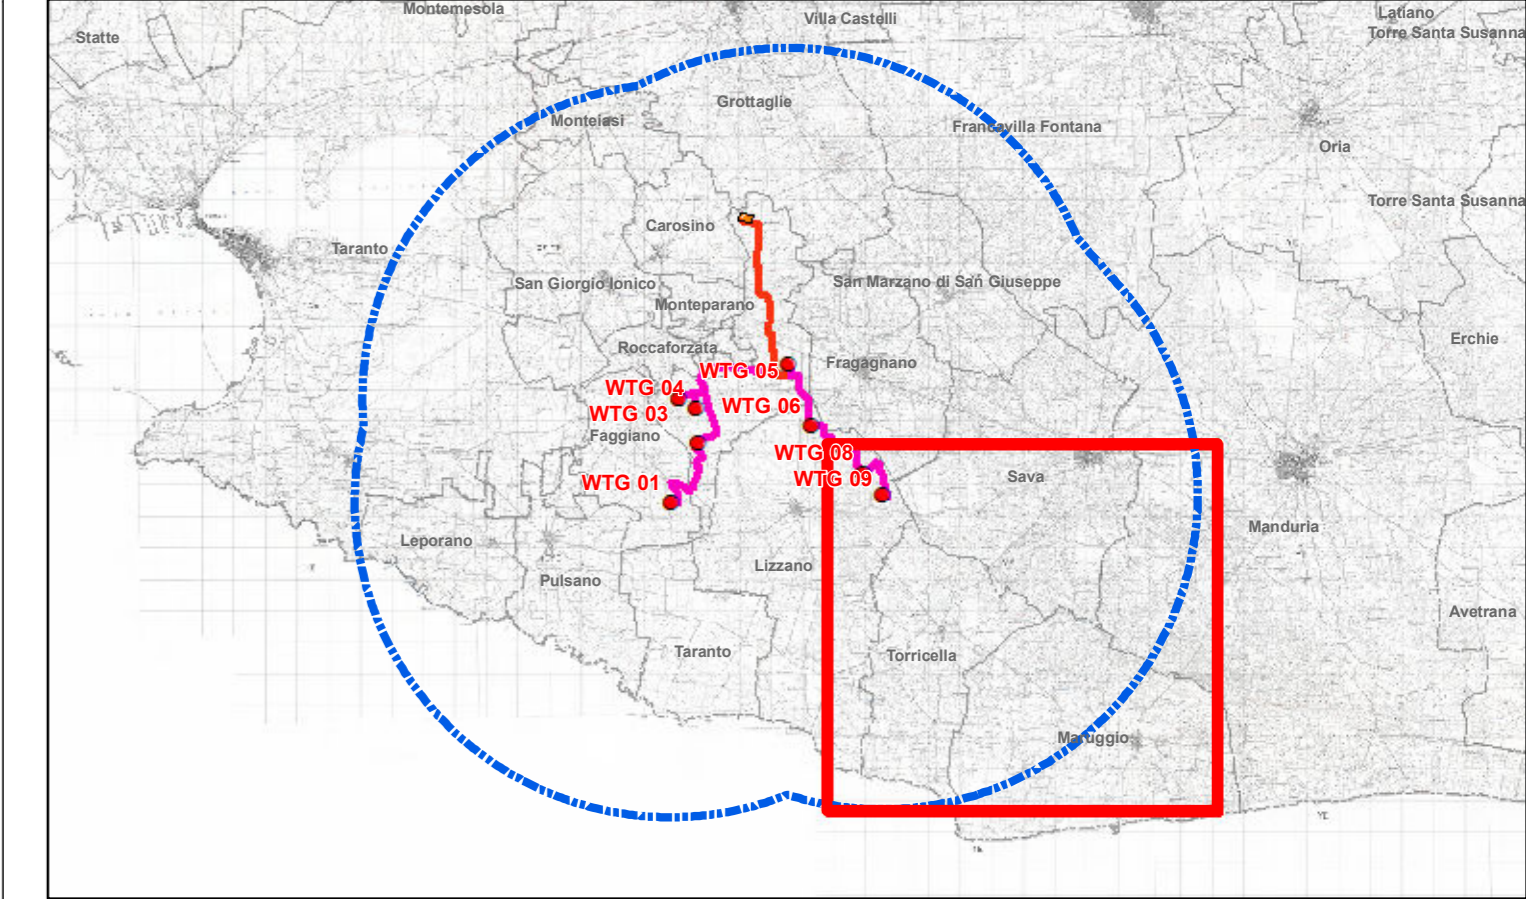 Montemesola
Villa Castelli
Latiano
Torre Santa Susanna
Statte
Grottaglie
Monteiasi
Francavilla Fontana
Oria
Torre Santa Susanna
Carosino
Taranto
San Giorgio Ionico
San Marzano di San Giuseppe
Monteparano
Erchie
Roccaforzata
Fragagnano
WTG 05
WTG 04
WTG 06
WTG 03
Faggiano
WTG 08
WTG 09
Sava
WTG 01
Manduria
Leporano
Lizzano
Pulsano
Avetrana
Taranto
Torricella
Maruggio